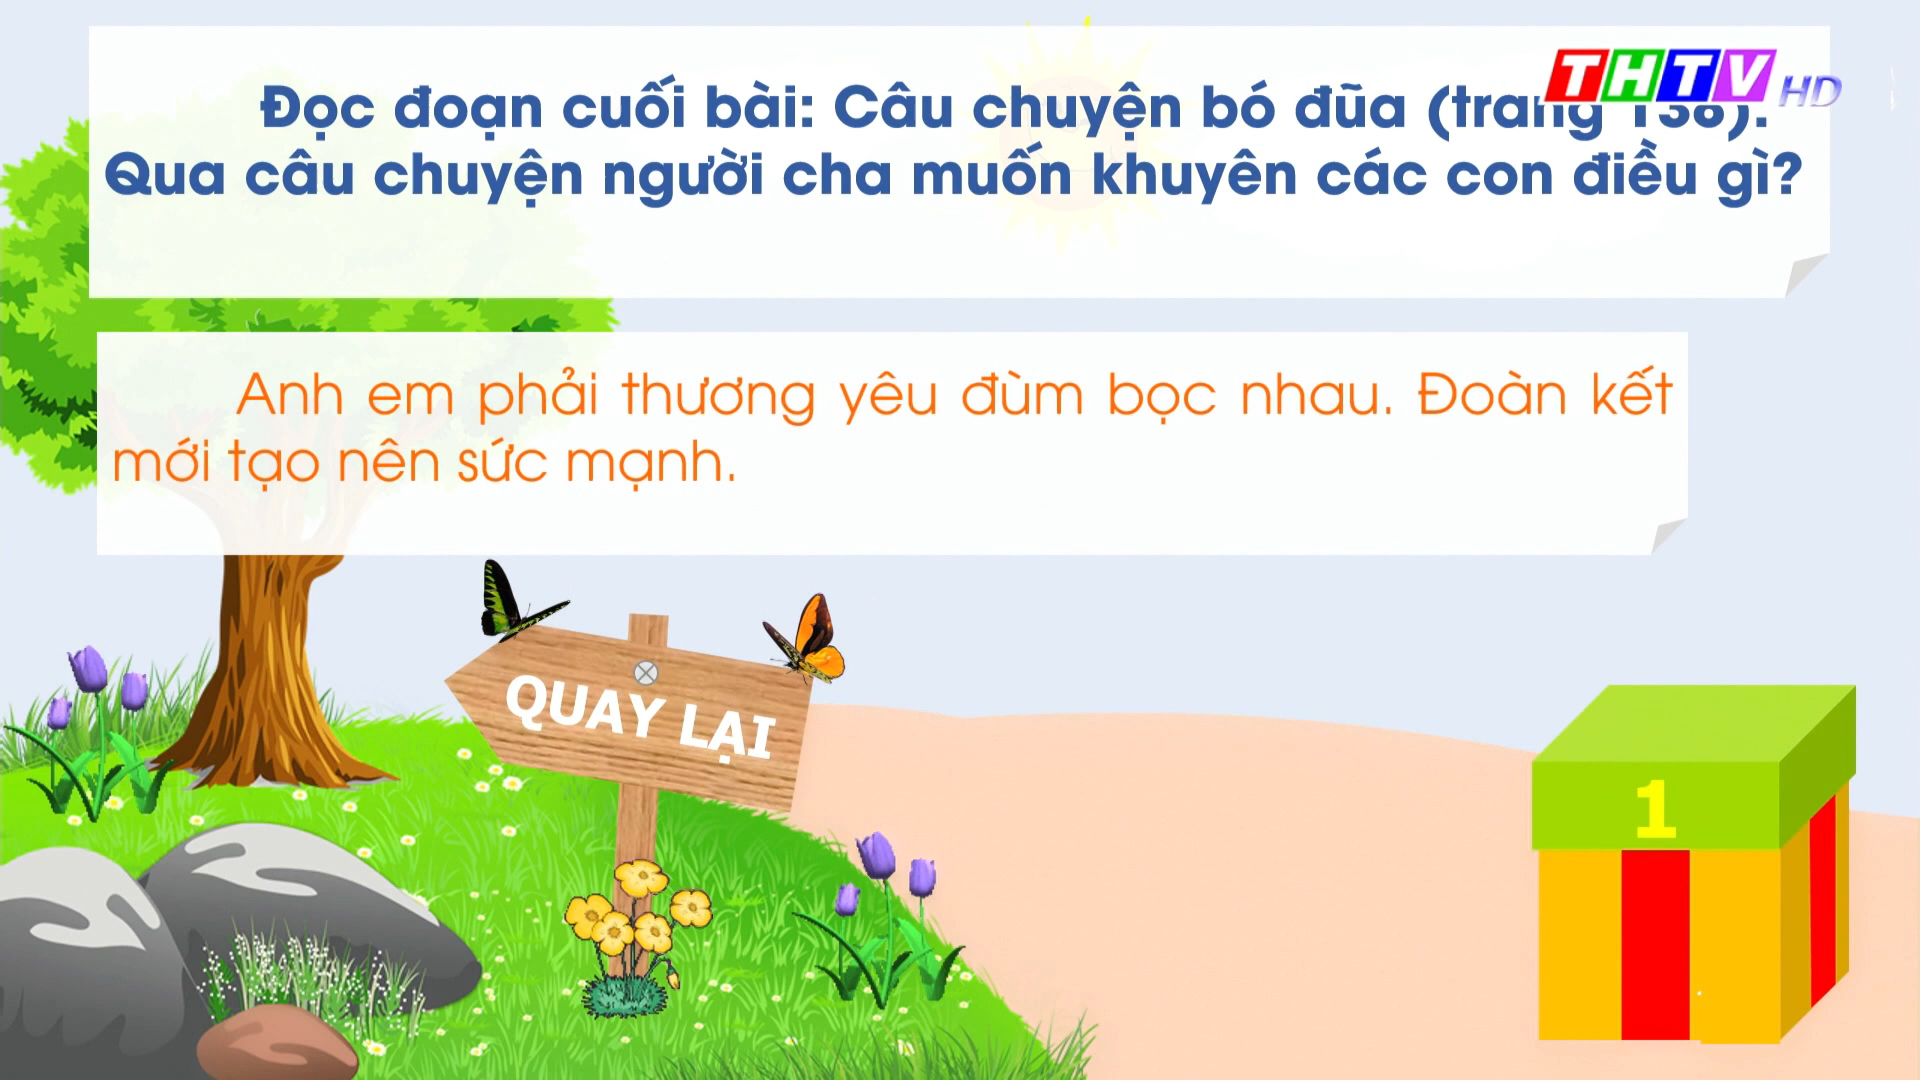 THTV HD
Đọc đoạn cuối bài: Câu chuyện bó đũa (trang 138).
Qua câu chuyện người cha muốn khuyên các con điều gì?
Anh em phải thương yêu đùm bọc nhau. Đoàn kết
mới tạo nên sức mạnh.
QUAY LẠI
1